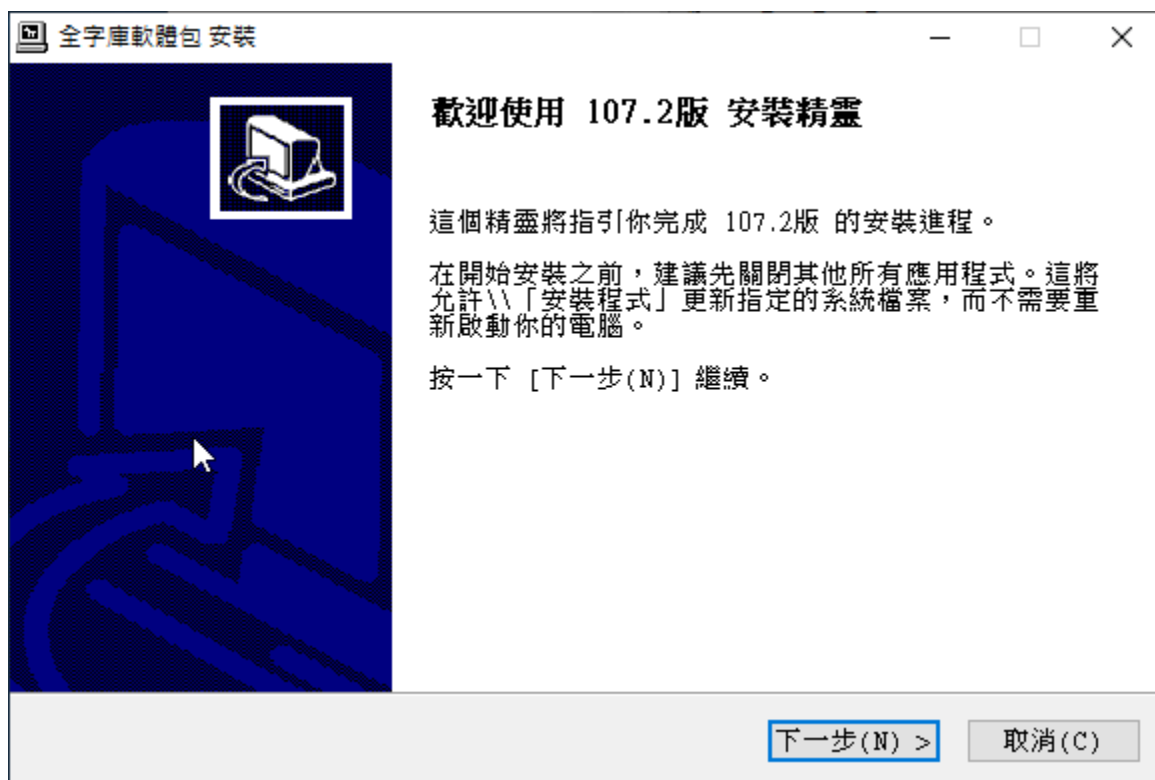 全字庫軟體包 安裝
歡迎使用 107.2版 安裝精靈
這個精靈將指引你完成 107.2版 的安裝進程。
在開始安裝之前，建議先關閉其他所有應用程式。這將
允許\\「安裝程式」更新指定的系統檔案，而不需要重
新啟動你的電腦。
按一下 [下一步(N)] 繼續。
下一步(N) >
取消(C)